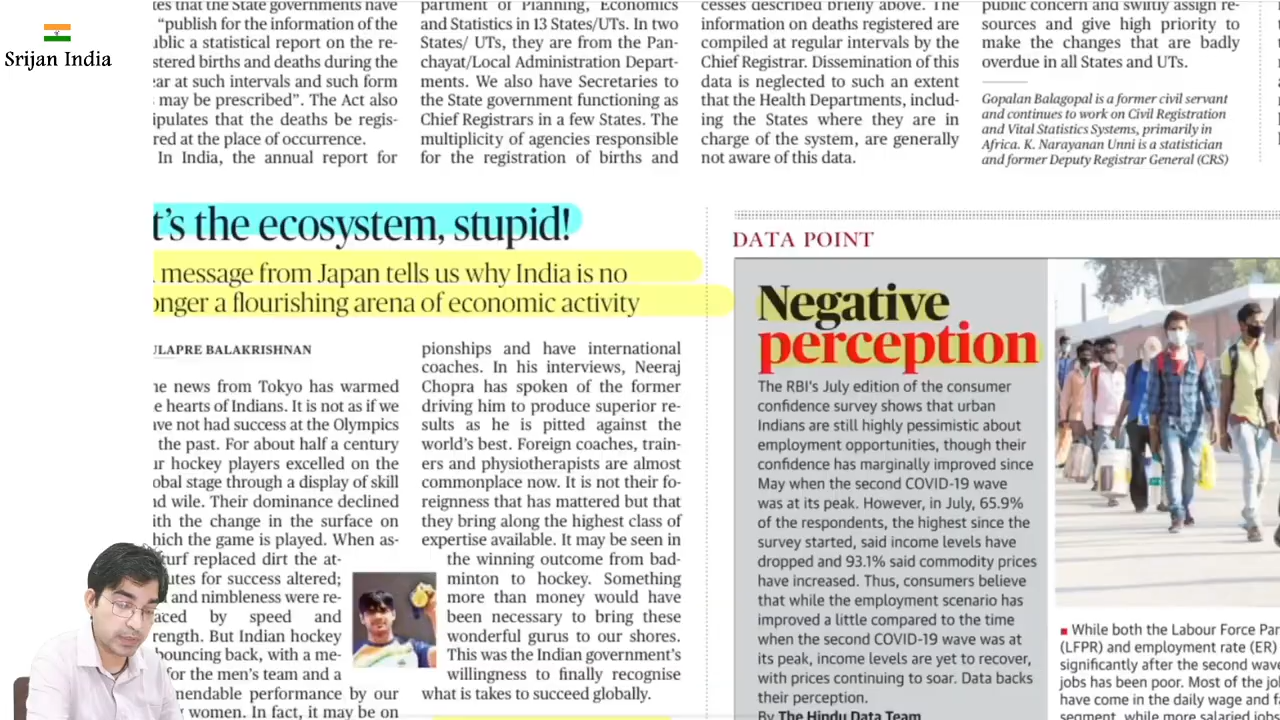 Srijan India
tes that the State governments have
“publish for the information of the
ublic a statistical report on the re-
stered births and deaths during the
ear at such intervals and such form
may be prescribed”. The Act also
ipulates that the deaths be regis-
red at the place of occurrence.
In India, the annual report for
partment of Planning, Economics
and Statistics in 13 States/UTs. In two
States/ UTs, they are from the Pan-
chayat/Local Administration Depart-
ments. We also have Secretaries to
the State government functioning as
Chief Registrars in a few States. The
multiplicity of agencies responsible
for the registration of births and
cesses described briefly above. The
information on deaths registered are
compiled at regular intervals by the
Chief Registrar. Dissemination of this
data is neglected to such an extent
that the Health Departments, includ-
ing the States where they are in
charge of the system, are generally
not aware of this data.
public concern and swiftly assign re-
sources and give high priority to
make the changes that are badly
overdue in all States and UTs.
Gopalan Balagopal is a former civil servant
and continues to work on Civil Registration
and Vital Statistics Systems, primarily in
Africa. K. Narayanan Unni is a statistician
and former Deputy Registrar General (CRS)
t’s the ecosystem, stupid!
message from Japan tells us why India is no
onger a flourishing arena of economic activity
ULAPRE BALAKRISHNAN
he news from Tokyo has warmed
e hearts of Indians. It is not as if we
ave not had success at the Olympics
the past. For about half a century
ur hockey players excelled on the
obal stage through a display of skill
nd wile. Their dominance declined
ith the change in the surface on
hich the game is played. When as-
turf replaced dirt the at-
utes for success altered;
and nimbleness were re-
aced by speed and
rength. But Indian hockey
bouncing back, with a me-
for the men’s team and a
mendable performance by our
women. In fact, it may be on
pionships and have international
coaches. In his interviews, Neeraj
Chopra has spoken of the former
driving him to produce superior re-
sults as he is pitted against the
world’s best. Foreign coaches, train-
ers and physiotherapists are almost
commonplace now. It is not their fo-
reignness that has mattered but that
they bring along the highest class of
expertise available. It may be seen in
the winning outcome from bad-
minton to hockey. Something
more than money would have
been necessary to bring these
wonderful gurus to our shores.
This was the Indian government’s
willingness to finally recognise
what is takes to succeed globally.
DATA POINT
Negative
perception
The RBI's July edition of the consumer
confidence survey shows that urban
Indians are still highly pessimistic about
employment opportunities, though their
confidence has marginally improved since
May when the second COVID-19 wave
was at its peak. However, in July, 65.9%
of the respondents, the highest since the
survey started, said income levels have
dropped and 93.1% said commodity prices
have increased. Thus, consumers believe
that while the employment scenario has
improved a little compared to the time
when the second COVID-19 wave was at
its peak, income levels are yet to recover,
with prices continuing to soar. Data backs
their perception.
By The Hindu Data Team
While both the Labour Force Par
(LFPR) and employment rate (ER)
significantly after the second wave
jobs has been poor. Most of the job
have come in the daily wage and fa
segment, while more salaried jobs